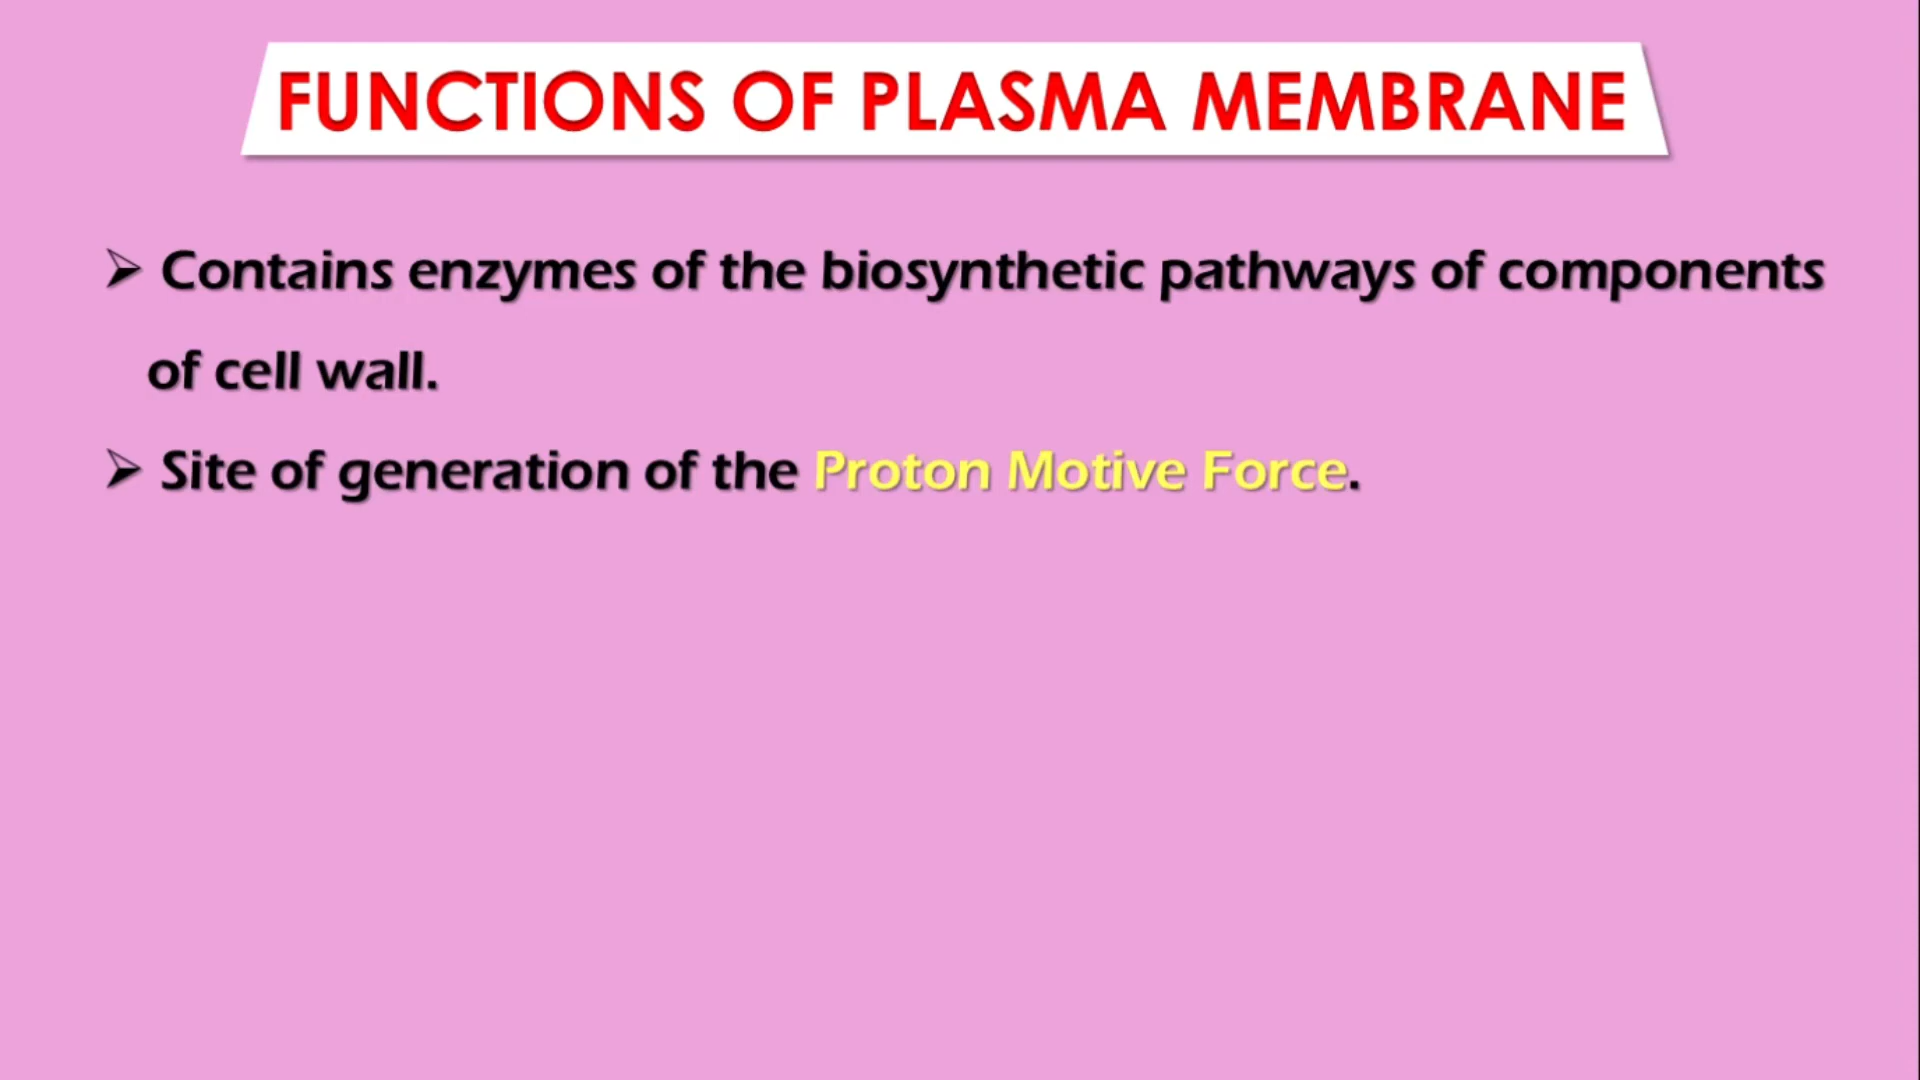 FUNCTIONS OF PLASMA MEMBRANE
➢ Contains enzymes of the biosynthetic pathways of components
of cell wall.
➢ Site of generation of the Proton Motive Force.